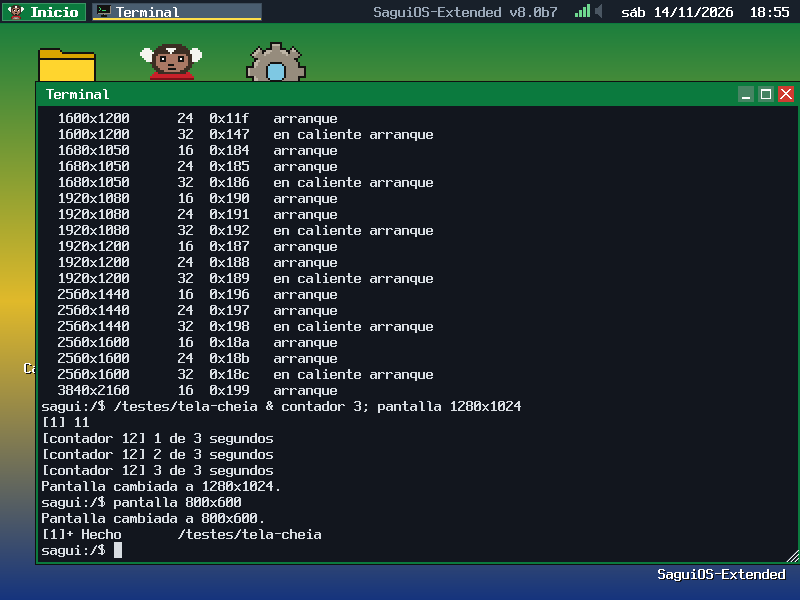 Inicio
Terminal
SaguiOS-Extended v8.0b7
sáb 14/11/2026 18:55
Terminal
1600x1200 24 0x11f arranque
1600x1200 32 0x147 en caliente arranque
1680x1050 16 0x184 arranque
1680x1050 24 0x185 arranque
1680x1050 32 0x186 en caliente arranque
1920x1080 16 0x190 arranque
1920x1080 24 0x191 arranque
1920x1080 32 0x192 en caliente arranque
1920x1200 16 0x187 arranque
1920x1200 24 0x188 arranque
1920x1200 32 0x189 en caliente arranque
2560x1440 16 0x196 arranque
2560x1440 24 0x197 arranque
2560x1440 32 0x198 en caliente arranque
2560x1600 16 0x18a arranque
2560x1600 24 0x18b arranque
2560x1600 32 0x18c en caliente arranque
3840x2160 16 0x199 arranque
sagui:/$ /testes/tela-cheia & contador 3; pantalla 1280x1024
[1] 11
[contador 12] 1 de 3 segundos
[contador 12] 2 de 3 segundos
[contador 12] 3 de 3 segundos
Pantalla cambiada a 1280x1024.
sagui:/$ pantalla 800x600
Pantalla cambiada a 800x600.
[1]+ Hecho /testes/tela-cheia
sagui:/$
SaguiOS-Extended